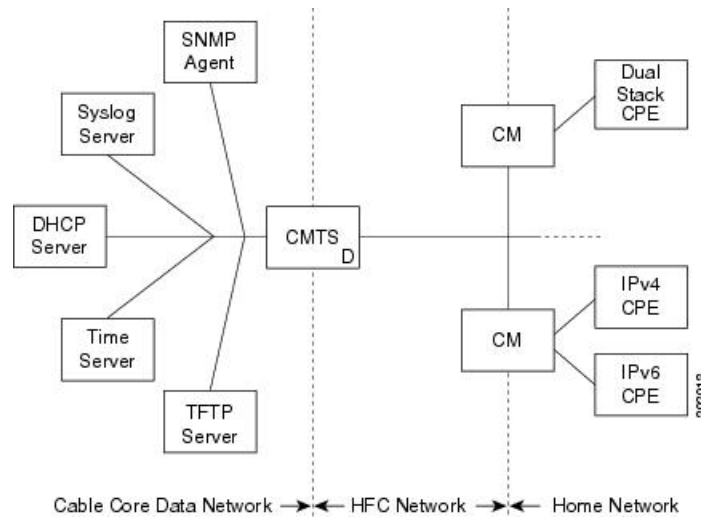 SNMP
Agent
Syslog
Server
DHCP
Server
Time
Server
TFTP
Server
CMTS
D
CM
Dual
Stack
CPE
CM
IPv4
CPE
IPv6
CPE
Cable Core Data Network
HFC Network
Home Network